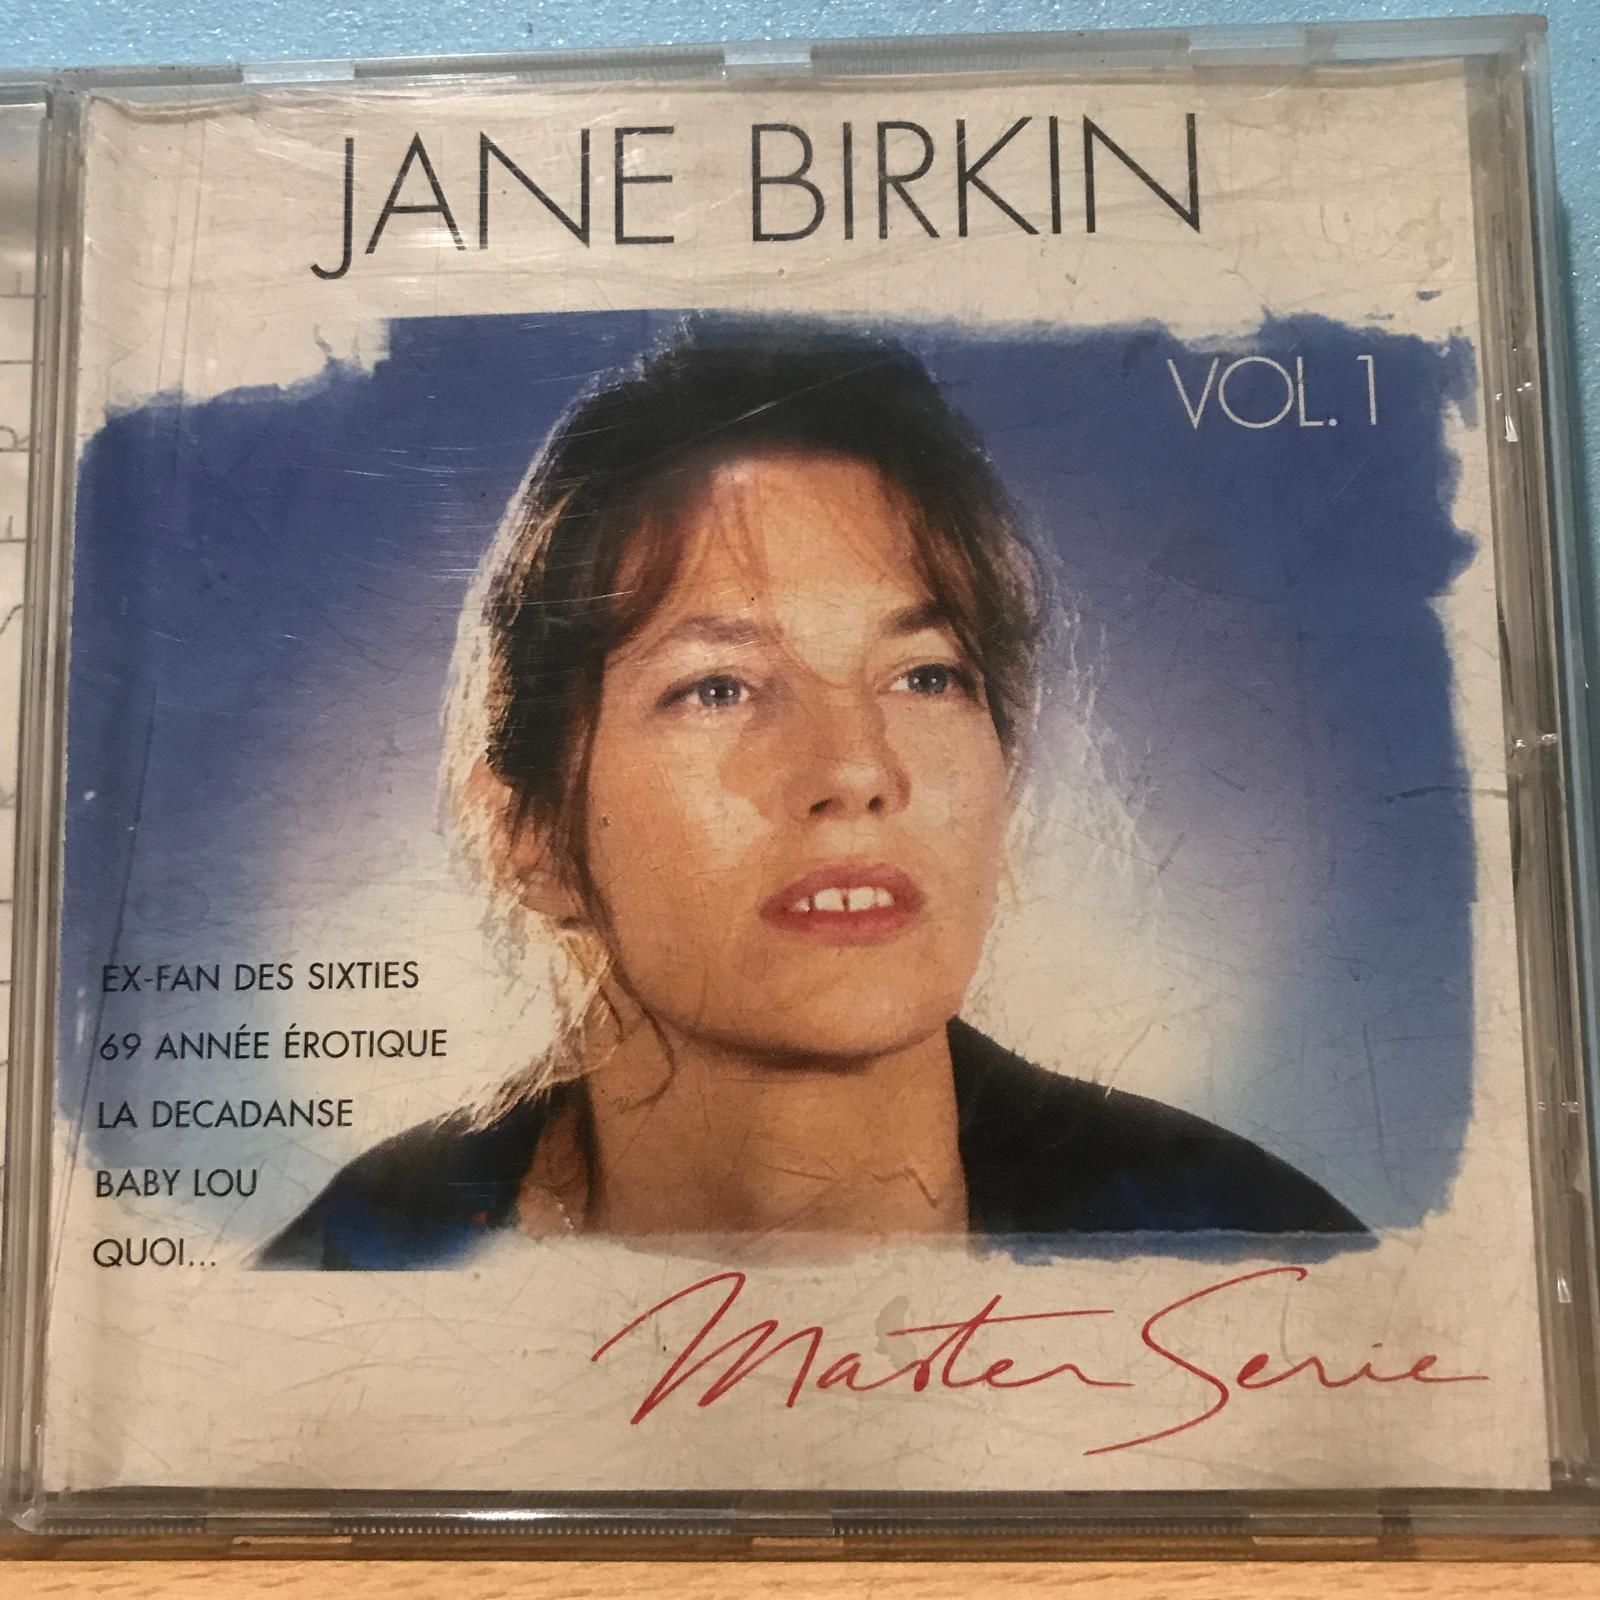 JANE BIRKIN
VOL. 1
EX-FAN DES SIXTIES
69 ANNÉE ÉROTIQUE
LA DECADANSE
BABY LOU
QUOI...
Master Serie